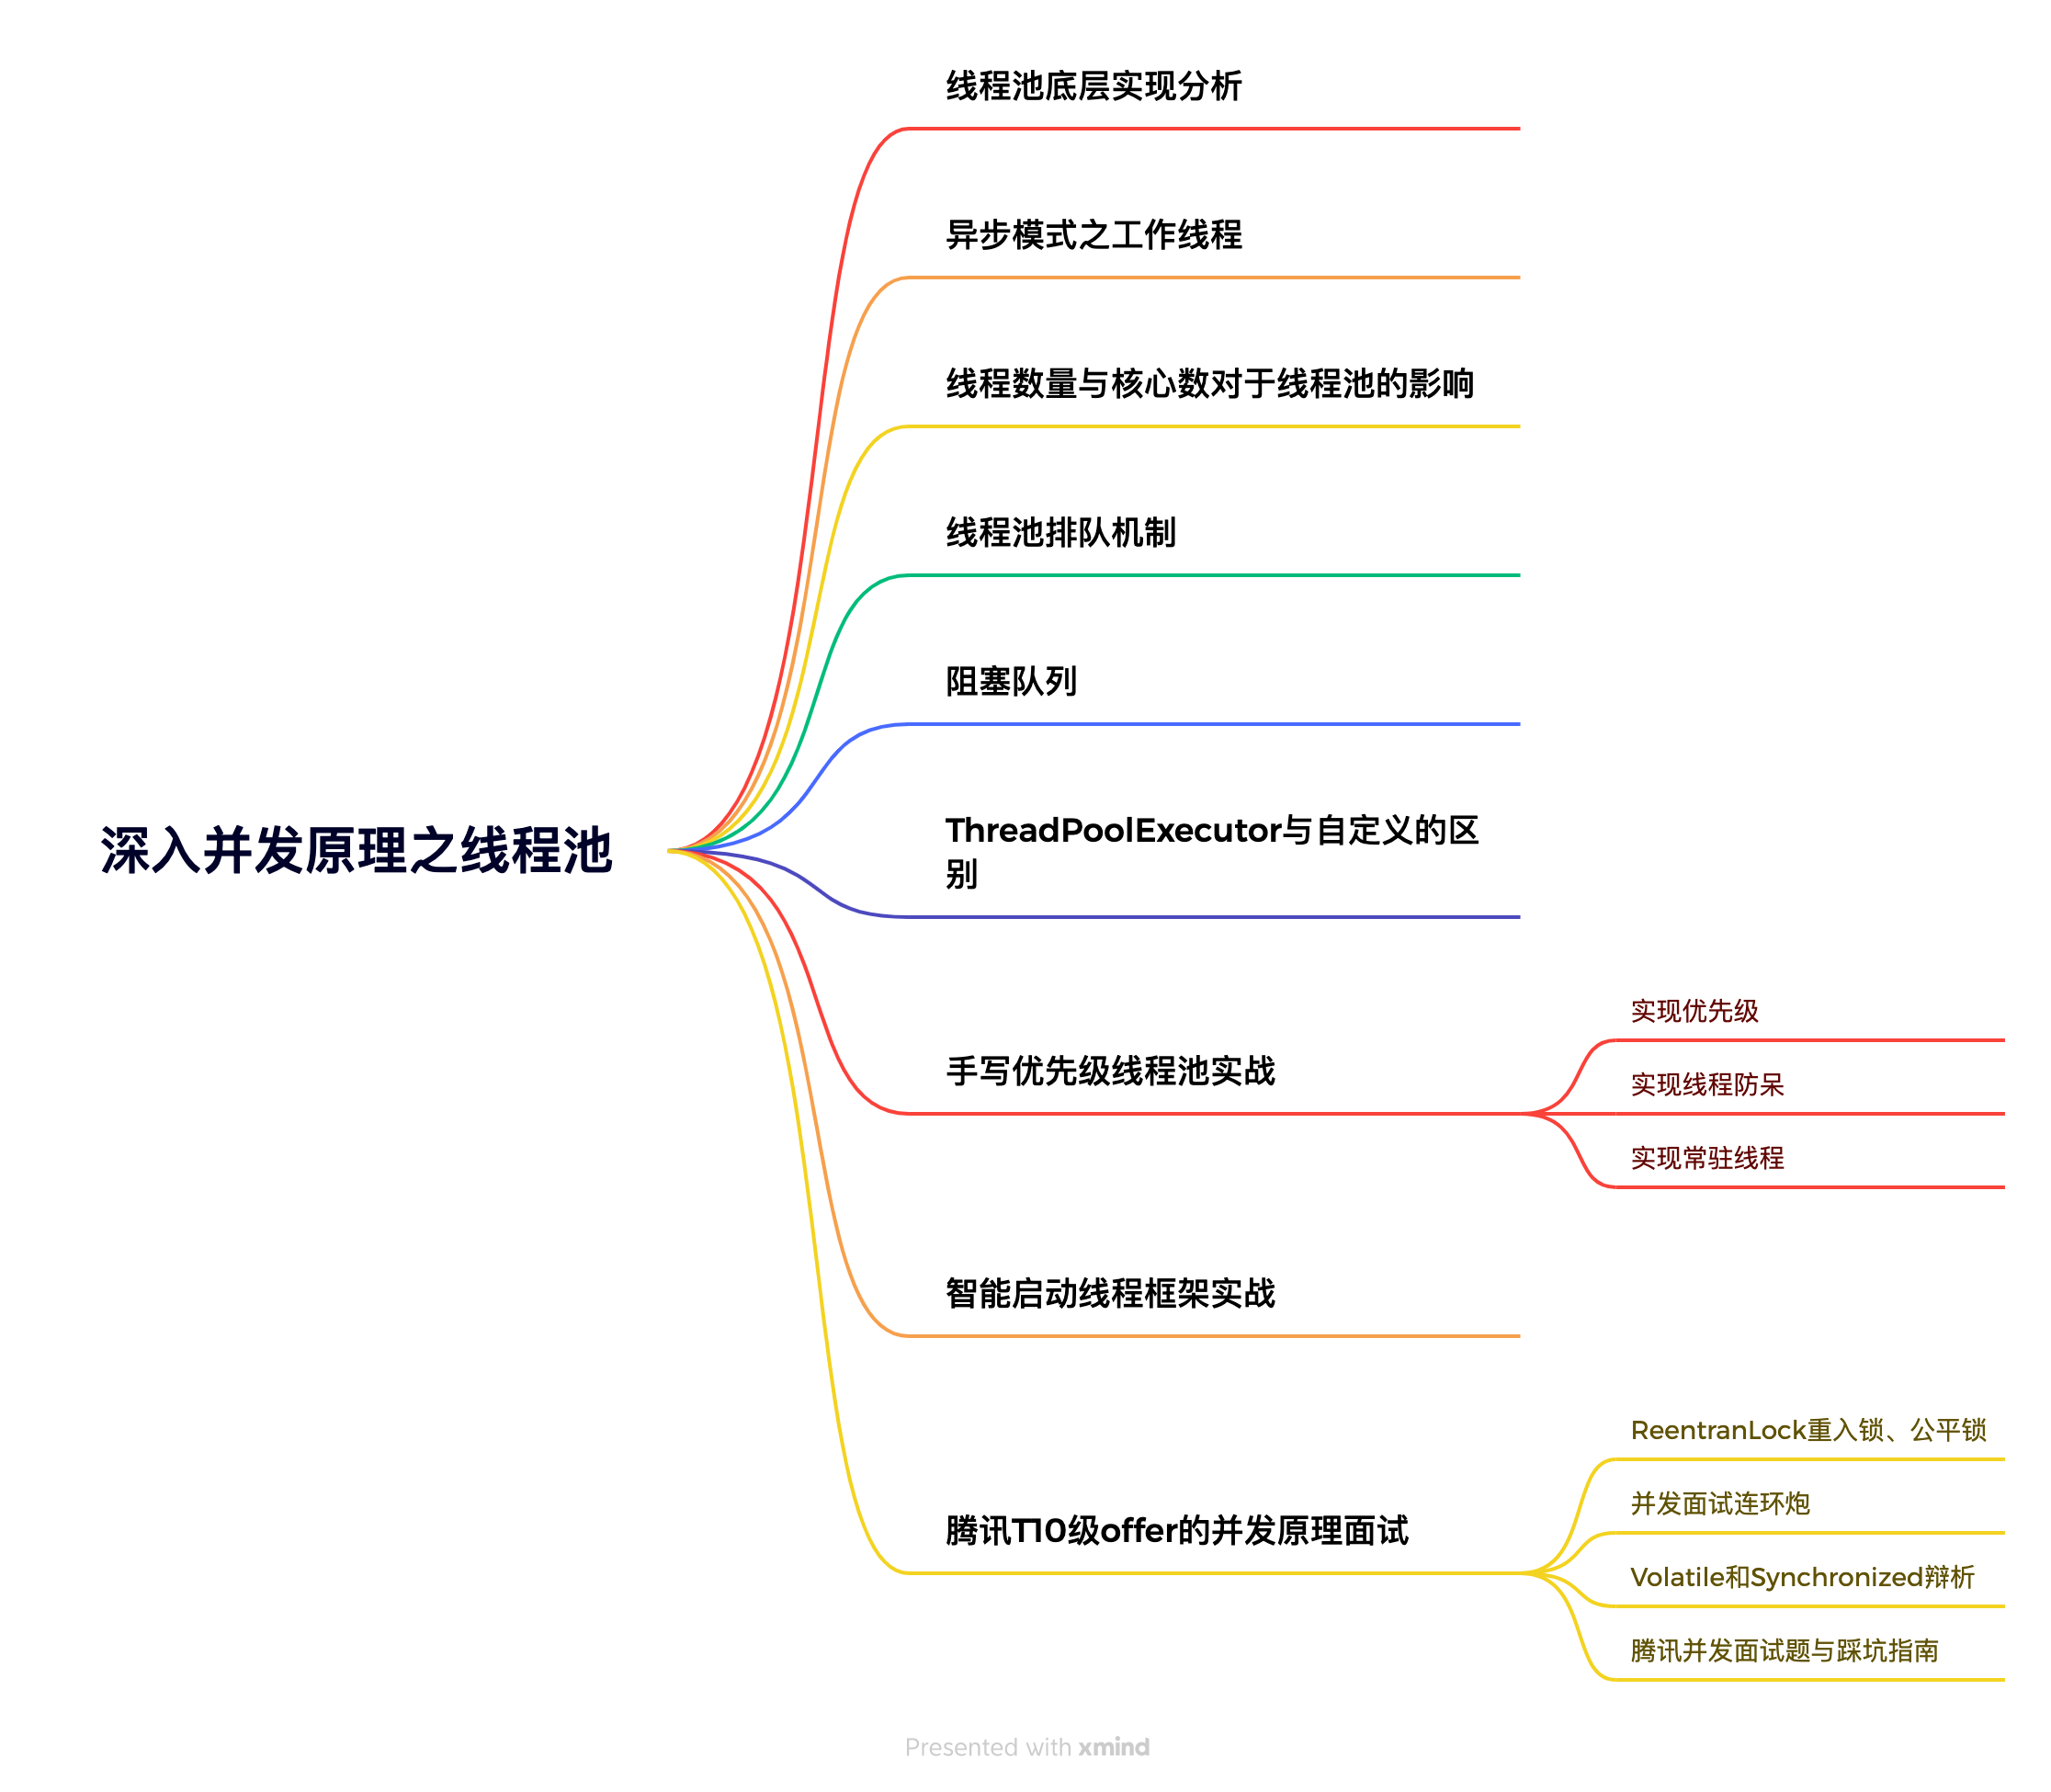 线程池底层实现分析
异步模式之工作线程
线程数量与核心数对于线程池的影响
线程池排队机制
阻塞队列
深入并发原理之线程池
ThreadPoolExecutor与自定义的区
别
手写优先级线程池实战
实现优先级
实现线程防呆
实现常驻线程
智能启动线程框架实战
腾讯T10级offer的并发原理面试
ReentranLock重入锁、公平锁
并发面试连环炮
Volatile和Synchronized辩析
腾讯并发面试题与踩坑指南
Presented with xmind